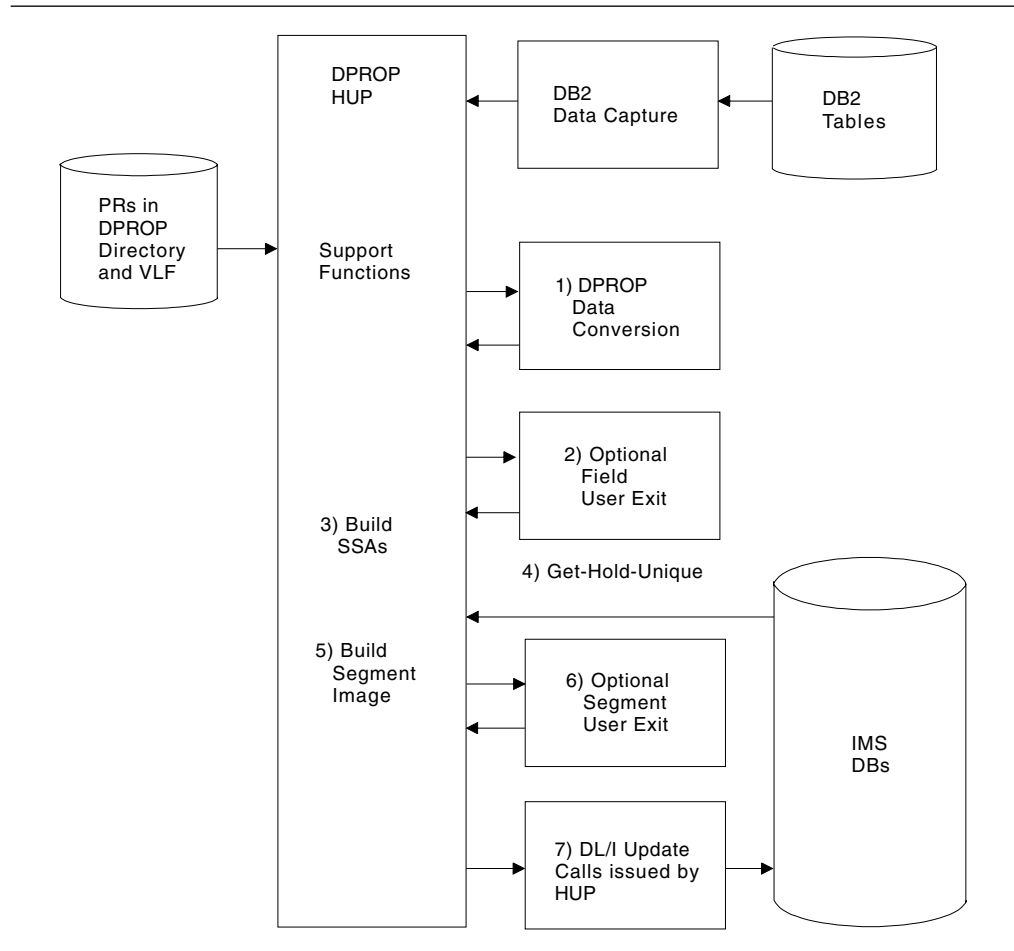 DPROP
HUP
DB2
Data Capture
DB2
Tables
PRs in
DPROP
Directory
and VLF
Support
Functions
1) DPROP
Data
Conversion
2) Optional
Field
User Exit
3) Build
SSAs
4) Get-Hold-Unique
5) Build
Segment
Image
6) Optional
Segment
User Exit
IMS
DBs
7) DL/I Update
Calls issued by
HUP